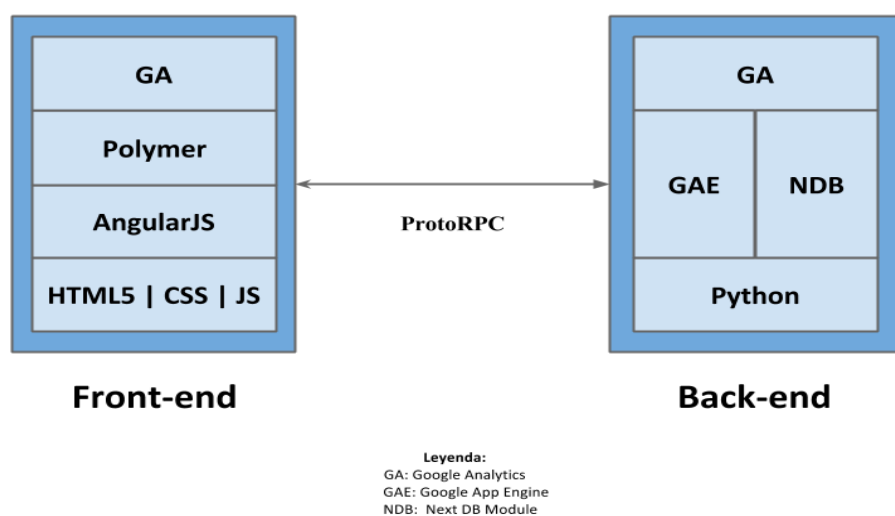 GA
Polymer
AngularJS
HTML5 | CSS | JS
Front-end
ProtoRPC
GA
GAE
NDB
Python
Back-end
Leyenda:
GA: Google Analytics
GAE: Google App Engine
NDB: Next DB Module